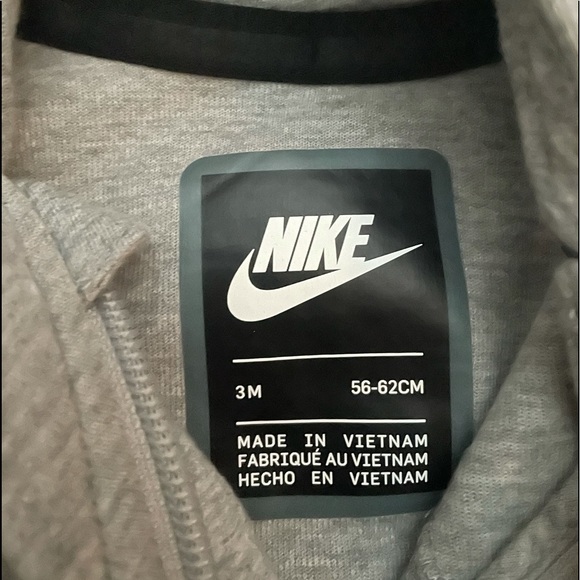 NIKE
3M 56-62CM
MADE IN VIETNAM
FABRIQUÉ AU VIETNAM
HECHO EN VIETNAM